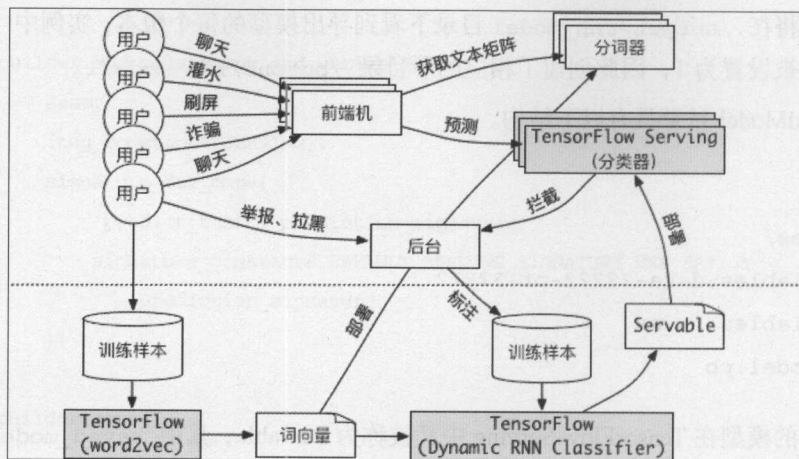 用户
聊天
用户
灌水
用户
刷屏
用户
诈骗
用户
聊天
前端机
获取文本矩阵
分词器
预测
TensorFlow Serving
(分类器)
举报、拉黑
拦截
后台
部署
部署
标注
训练样本
训练样本
Servable
TensorFlow
(word2vec)
词向量
TensorFlow
(Dynamic RNN Classifier)